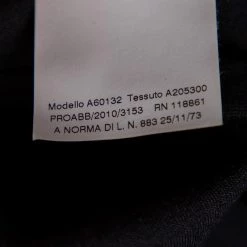 Modello A60132 Tessuto A205300
PROABB/2010/3153 RN 118861
A NORMA DI L. N. 883 25/11/73